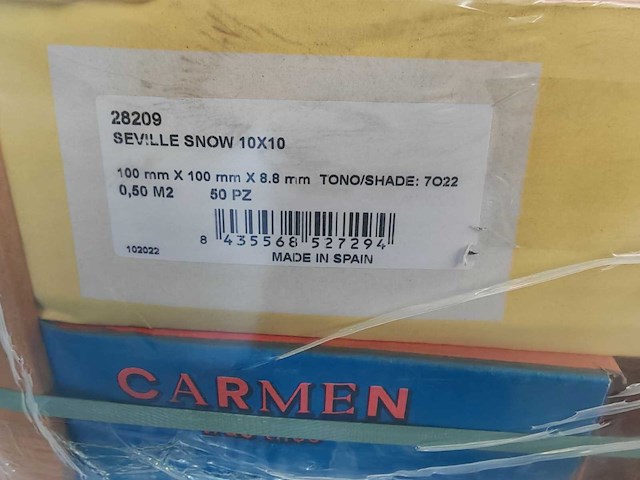 28209
SEVILLE SNOW 10X10
100 mm X 100 mm X 8.8 mm TONO/SHADE: 7O22
0,50 M2 50 PZ
8 435568 527294
102022
MADE IN SPAIN
CARMEN